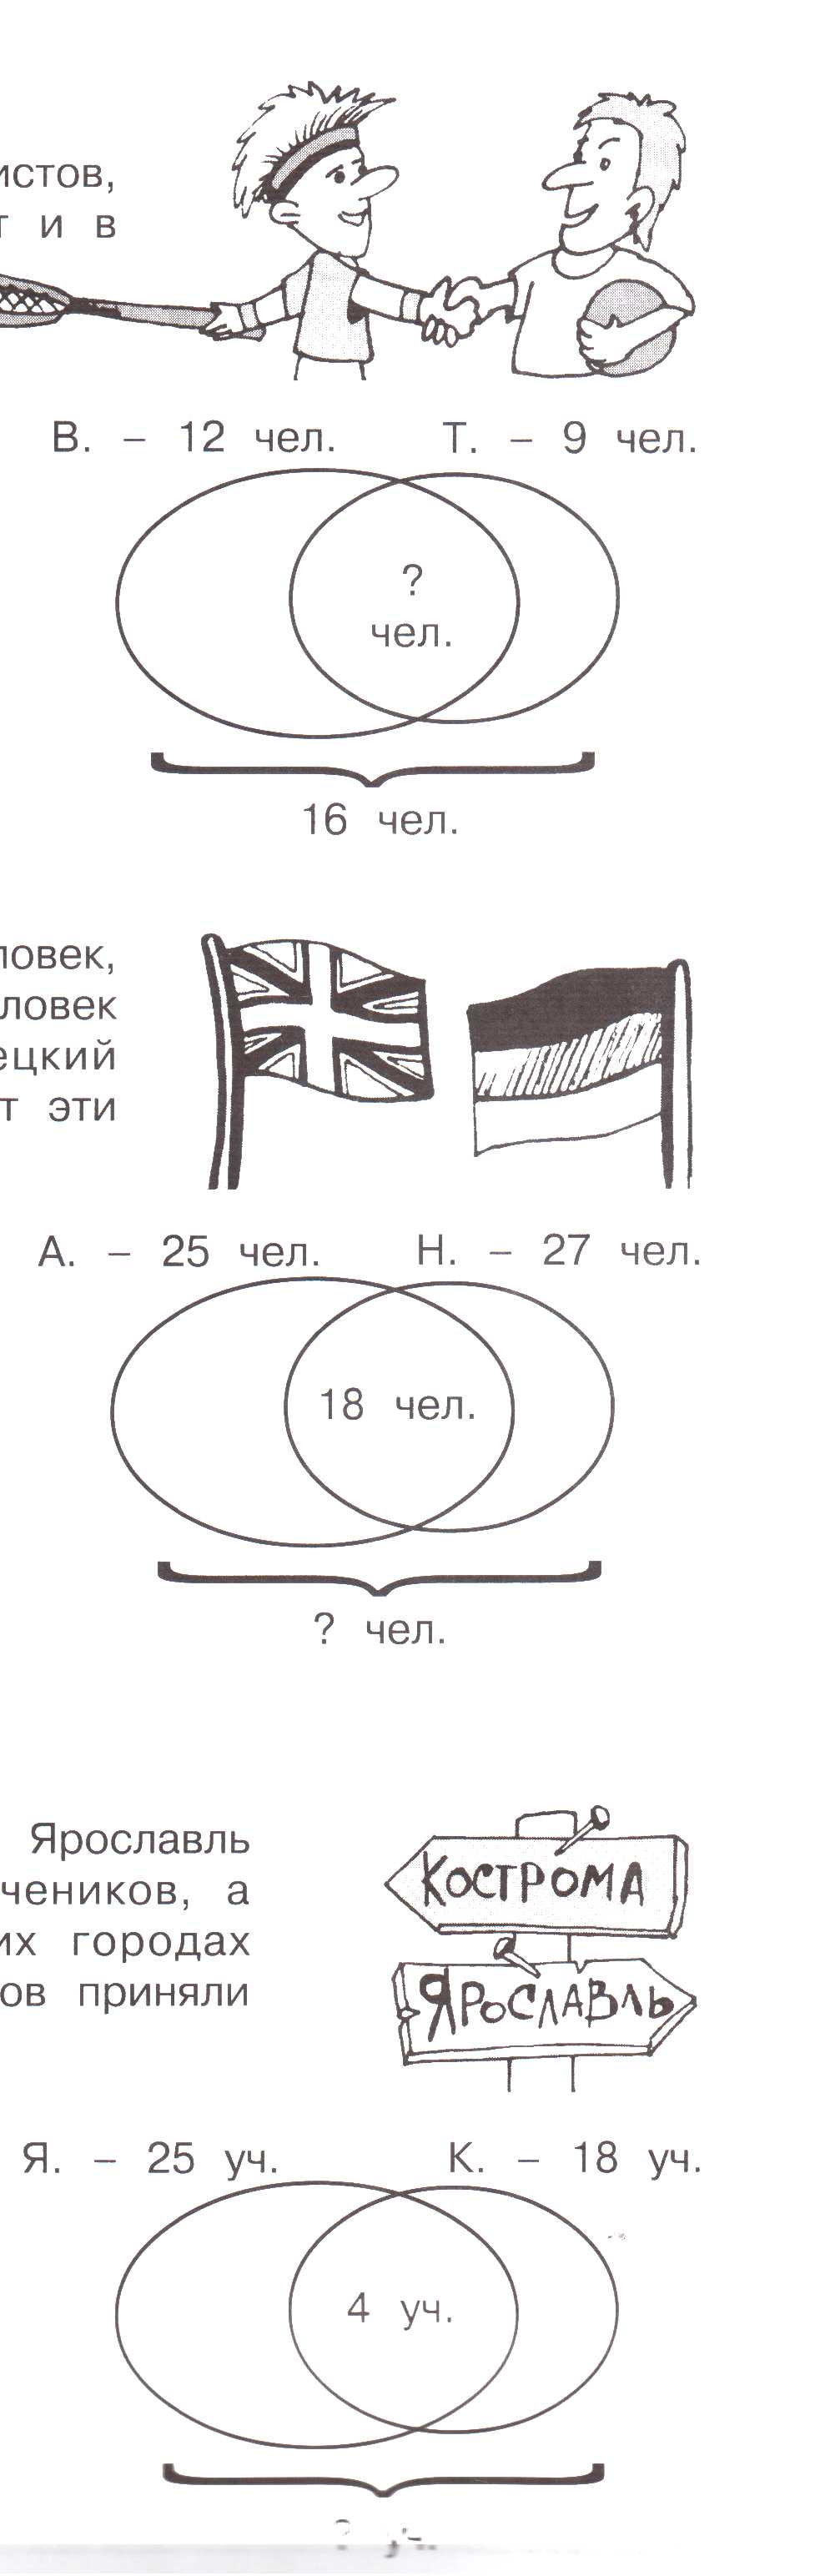 истов,
т и в
В. – 12 чел. Т. – 9 чел.
?
чел.
16 чел.
ловек,
ловек
ецкий
т эти
А. – 25 чел. Н. – 27 чел.
18 чел.
? чел.
Ярославль
чеников, а
их городах
ов приняли
КОСТРОМА
ЯРОСЛАВЛЬ
Я. – 25 уч. К. – 18 уч.
4 уч.
? уч.